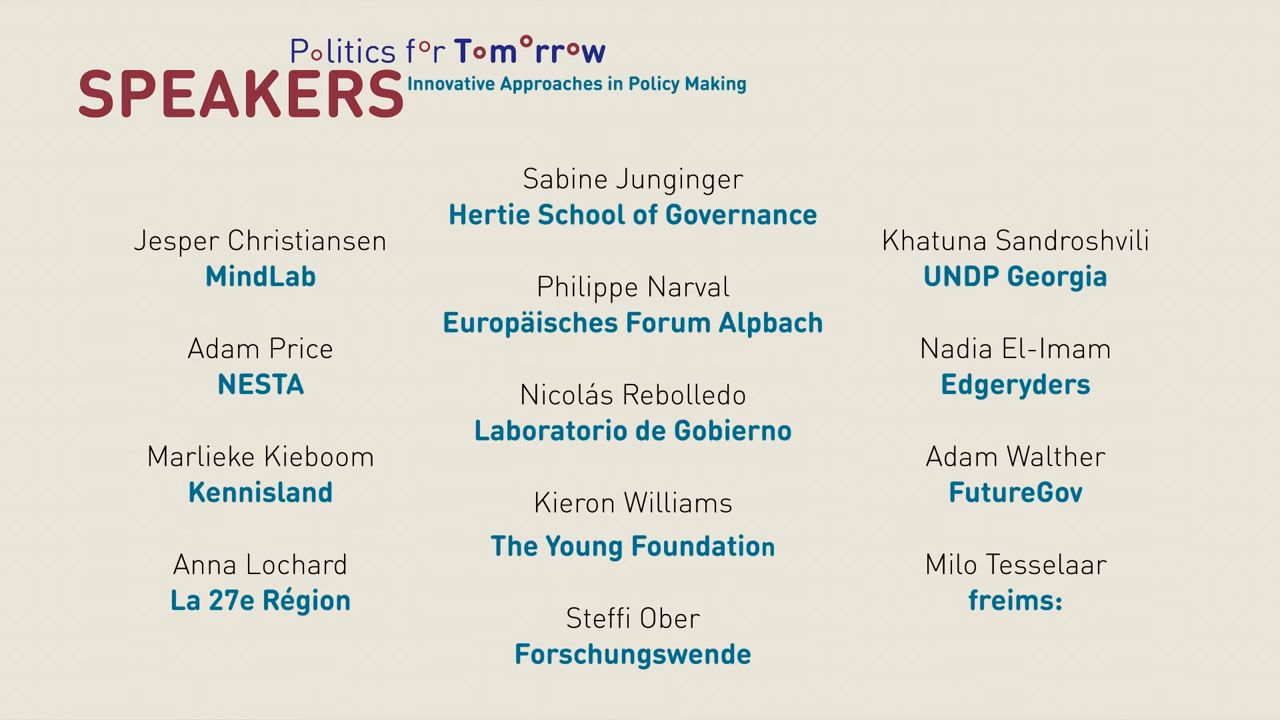 Politics for Tomorrow
SPEAKERS
Innovative Approaches in Policy Making
Jesper Christiansen
MindLab
Adam Price
NESTA
Marlieke Kieboom
Kennisland
Anna Lochard
La 27e Région
Sabine Junginger
Hertie School of Governance
Philippe Narval
Europäisches Forum Alpbach
Nicolás Rebolledo
Laboratorio de Gobierno
Kieron Williams
The Young Foundation
Steffi Ober
Forschungswende
Khatuna Sandroshvili
UNDP Georgia
Nadia El-Imam
Edgeryders
Adam Walther
FutureGov
Milo Tesselaar
freims: